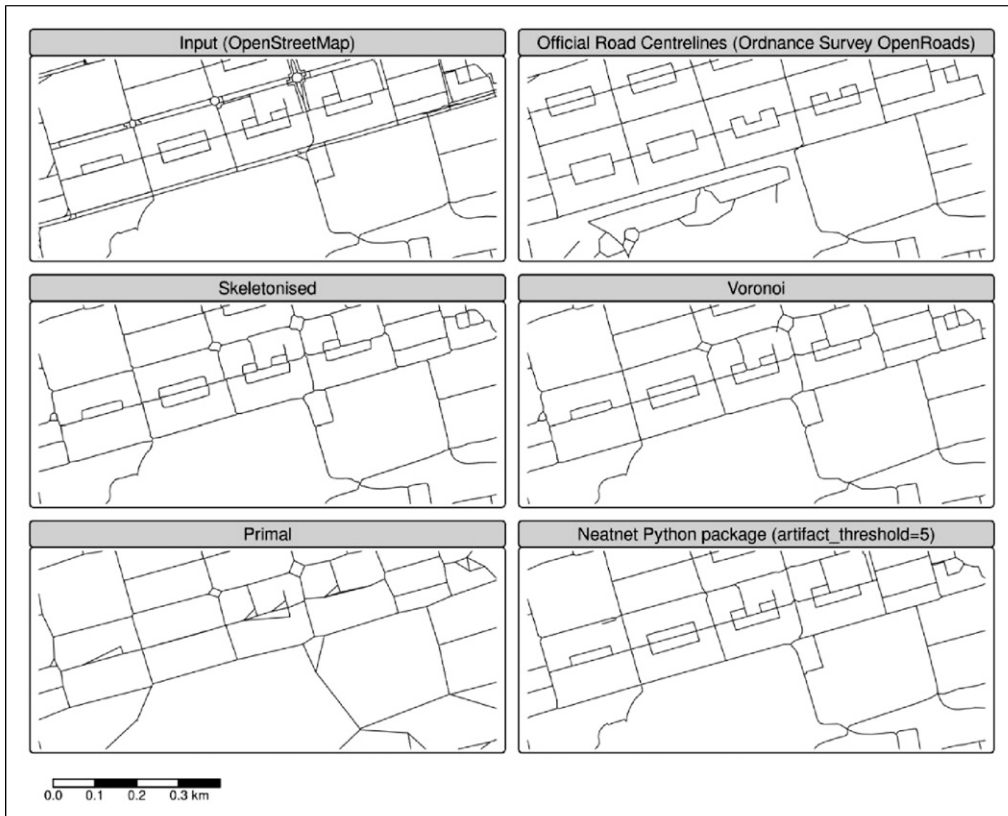 Input (OpenStreetMap)
Official Road Centrelines (Ordnance Survey OpenRoads)
Skeletonised
Voronoi
Primal
Neatnet Python package (artifact_threshold=5)
0.0 0.1 0.2 0.3 km